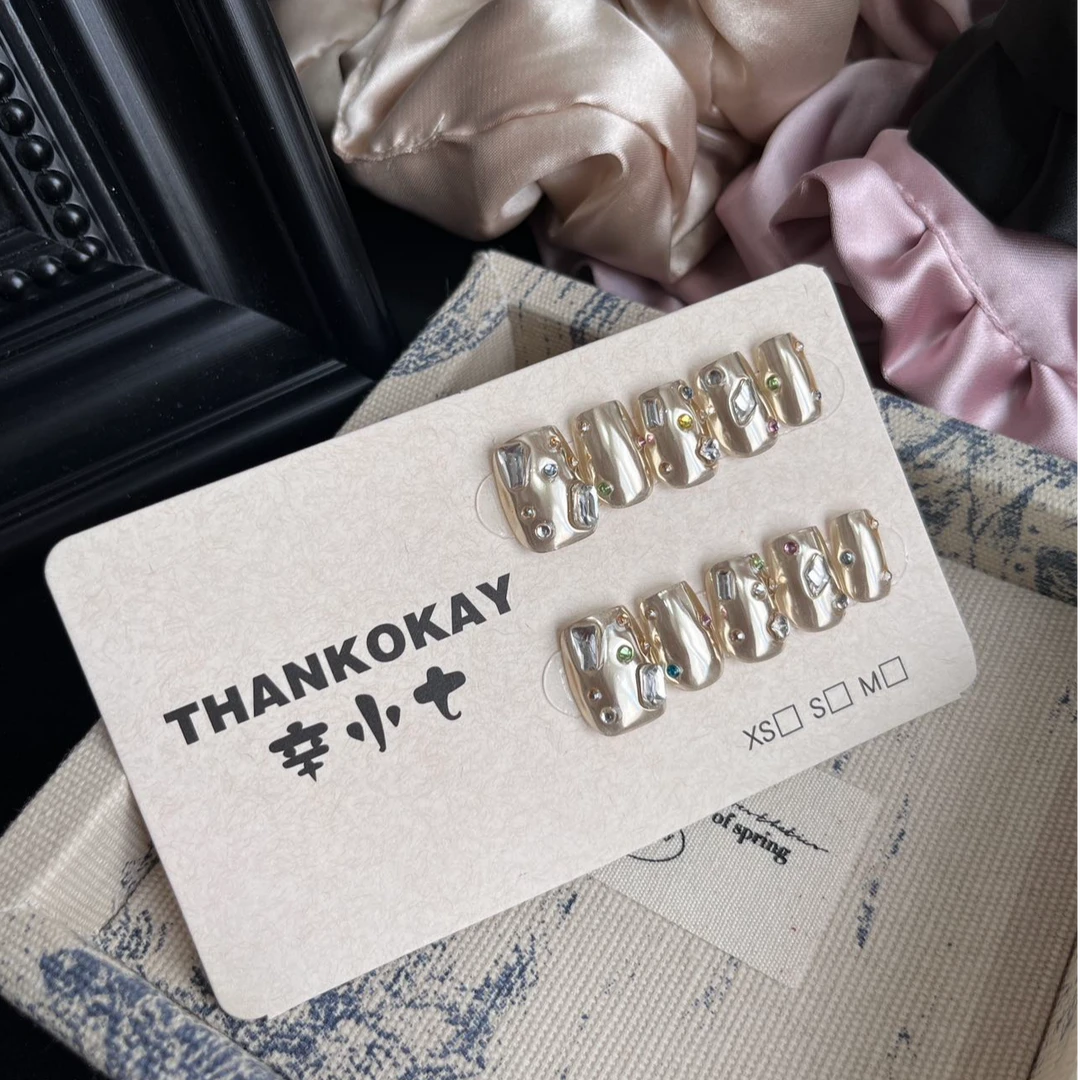 THANKOKAY
辛小七
XS□ S□ M□
of spring